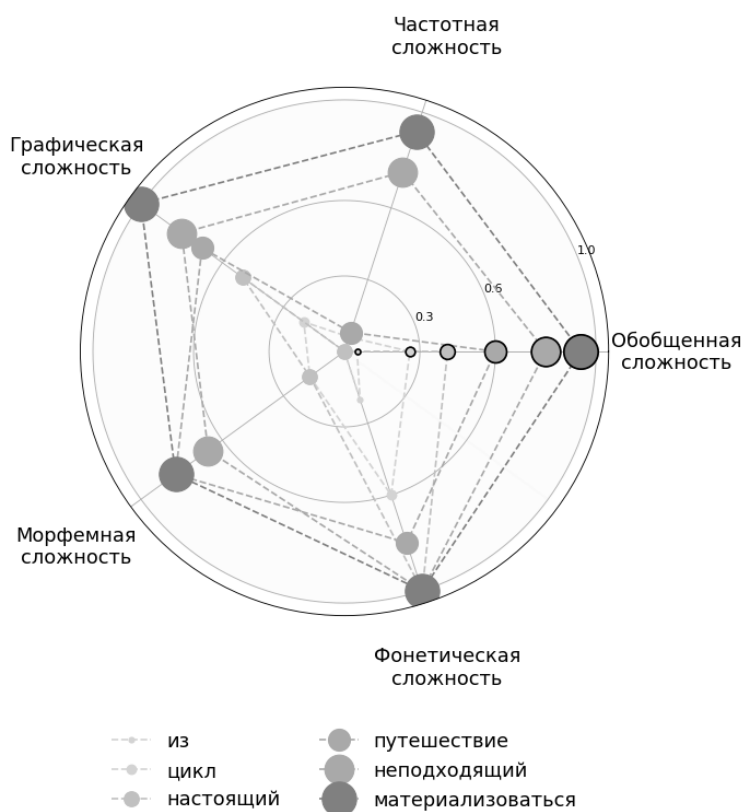 Частотная
сложность
Графическая
сложность
1.0
0.6
0.3
Обобщенная
сложность
Морфемная
сложность
Фонетическая
сложность
из
цикл
настоящий
путешествие
неподходящий
материализоваться